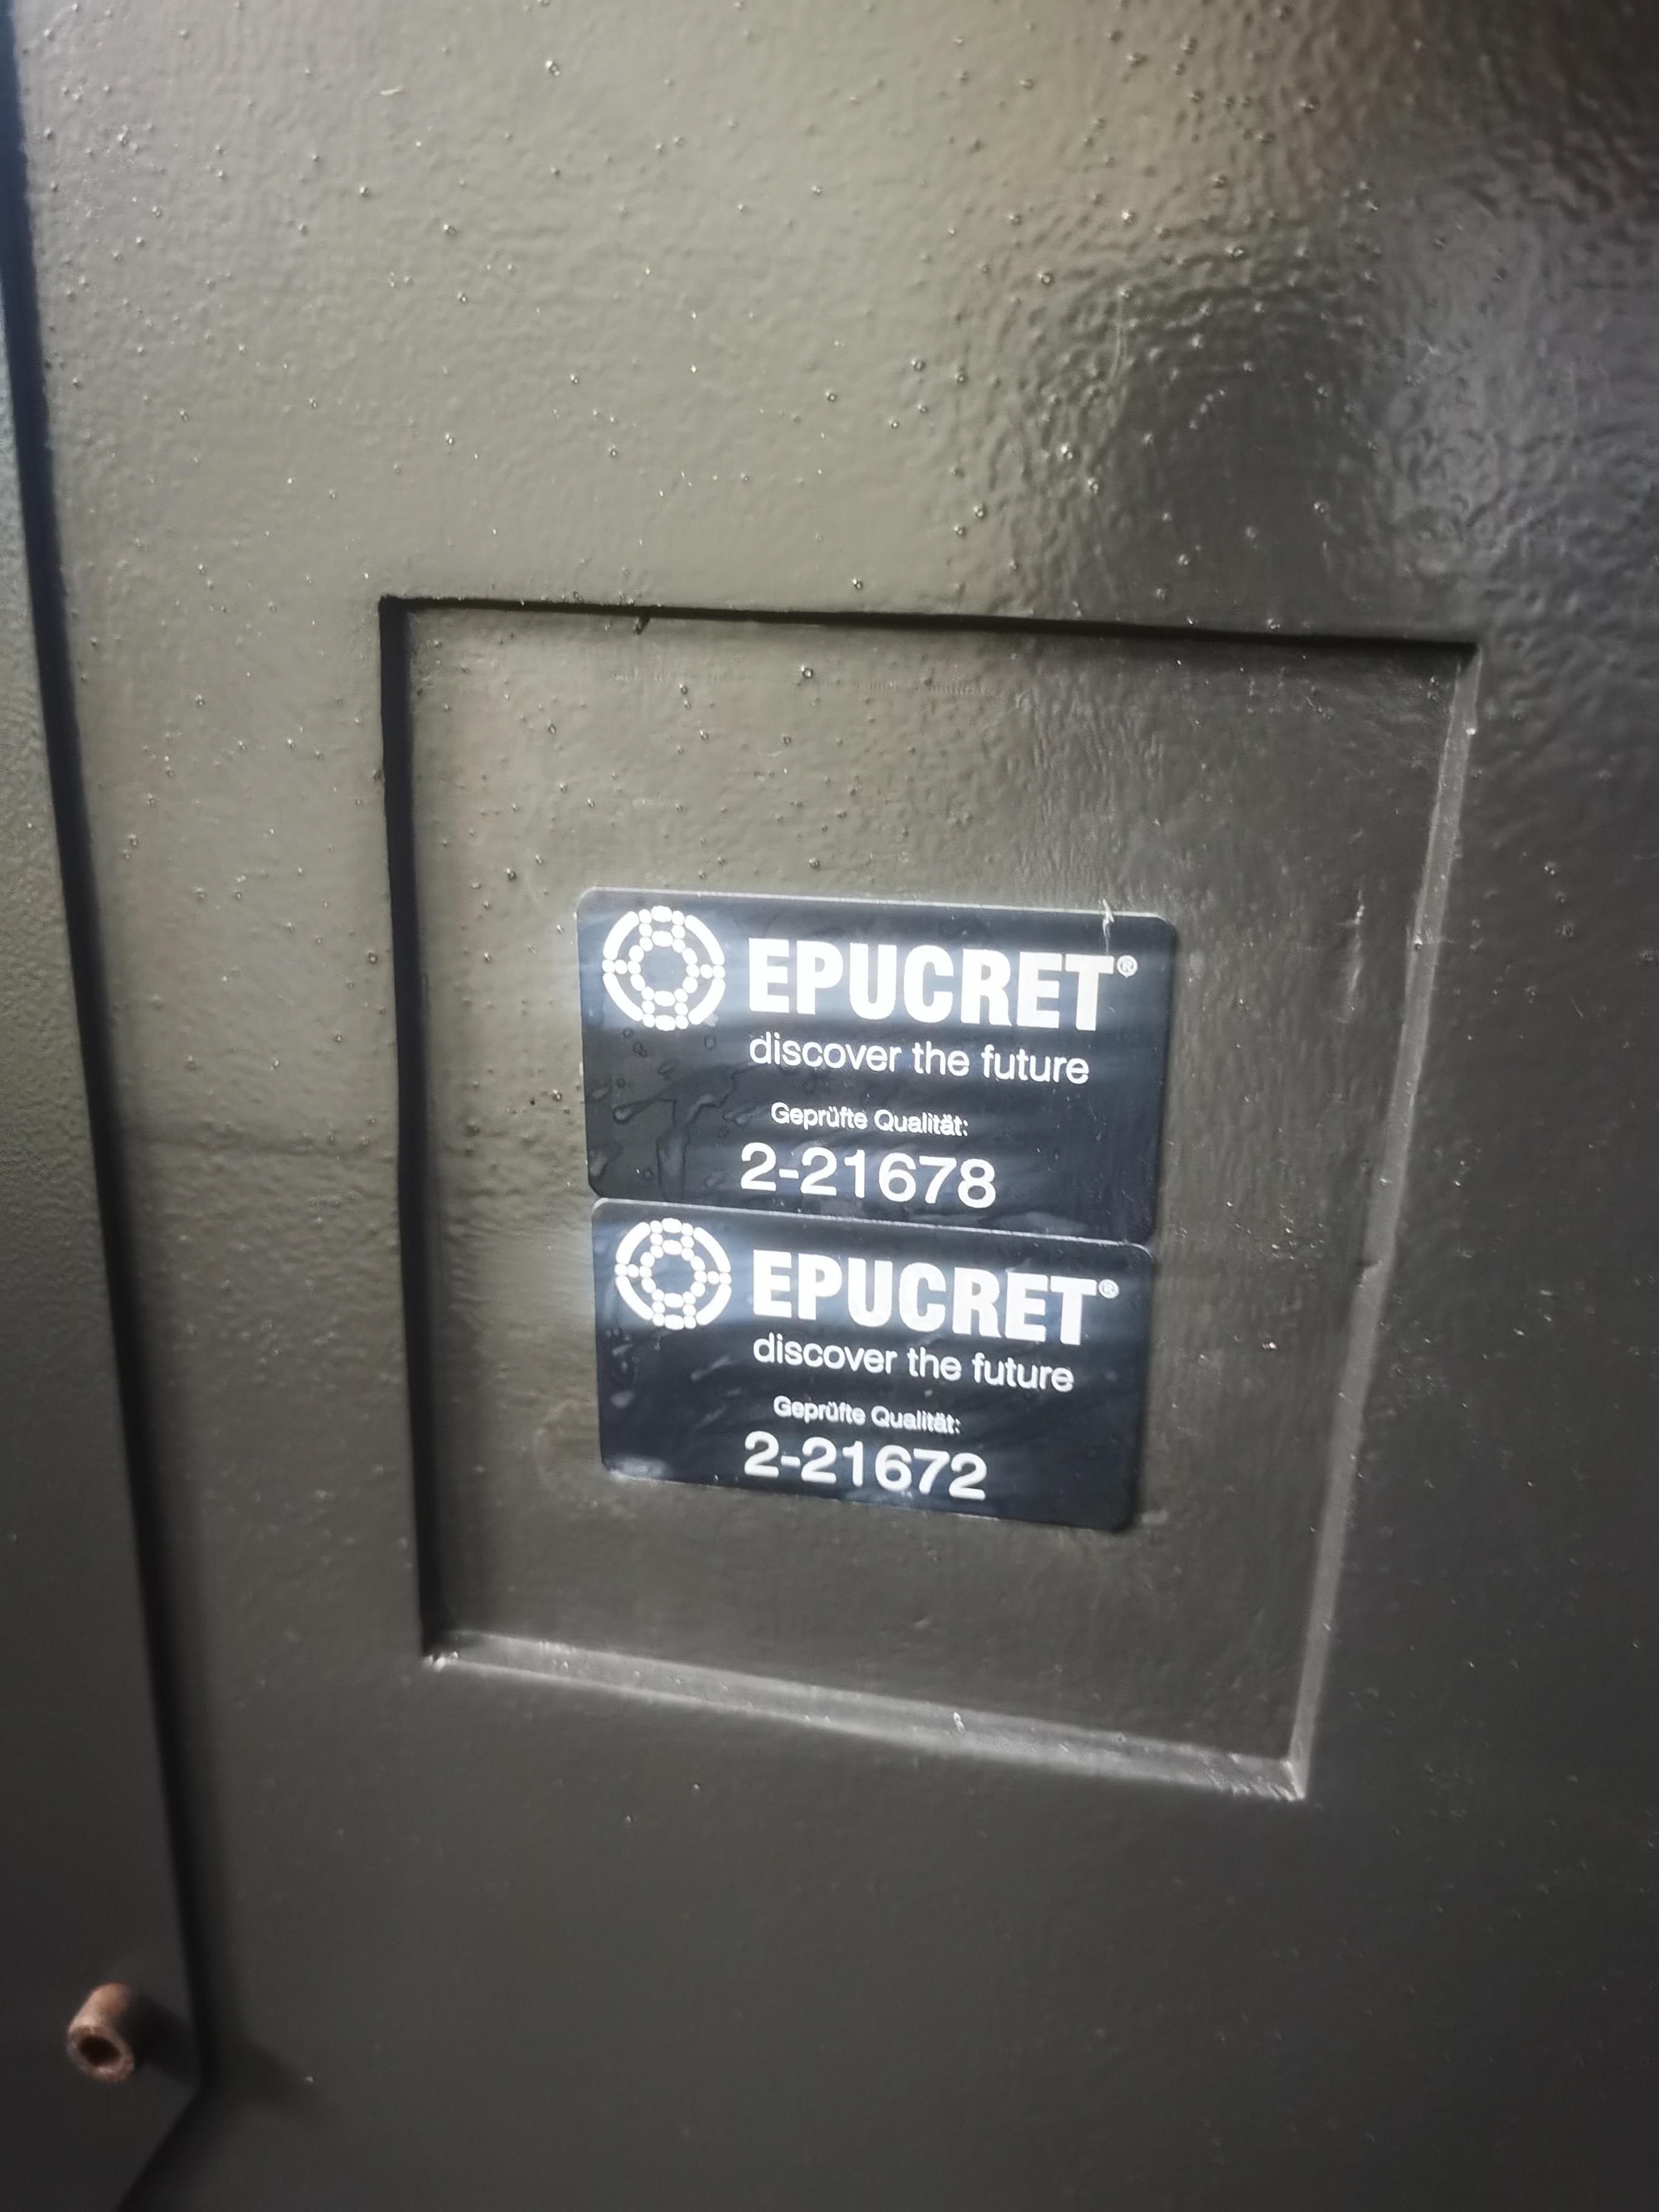 EPUCRET®
discover the future
Geprüfte Qualität:
2-21678
EPUCRET®
discover the future
Geprüfte Qualität:
2-21672